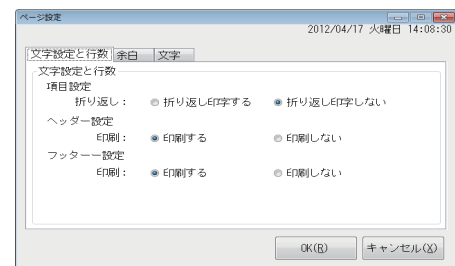 ページ設定
2012/04/17 火曜日 14:08:30
文字設定と行数 余白 文字
文字設定と行数
項目設定
折り返し： 折り返し印字する 折り返し印字しない
ヘッダー設定
印刷： 印刷する 印刷しない
フッターー設定
印刷： 印刷する 印刷しない
OK(R) キャンセル(X)